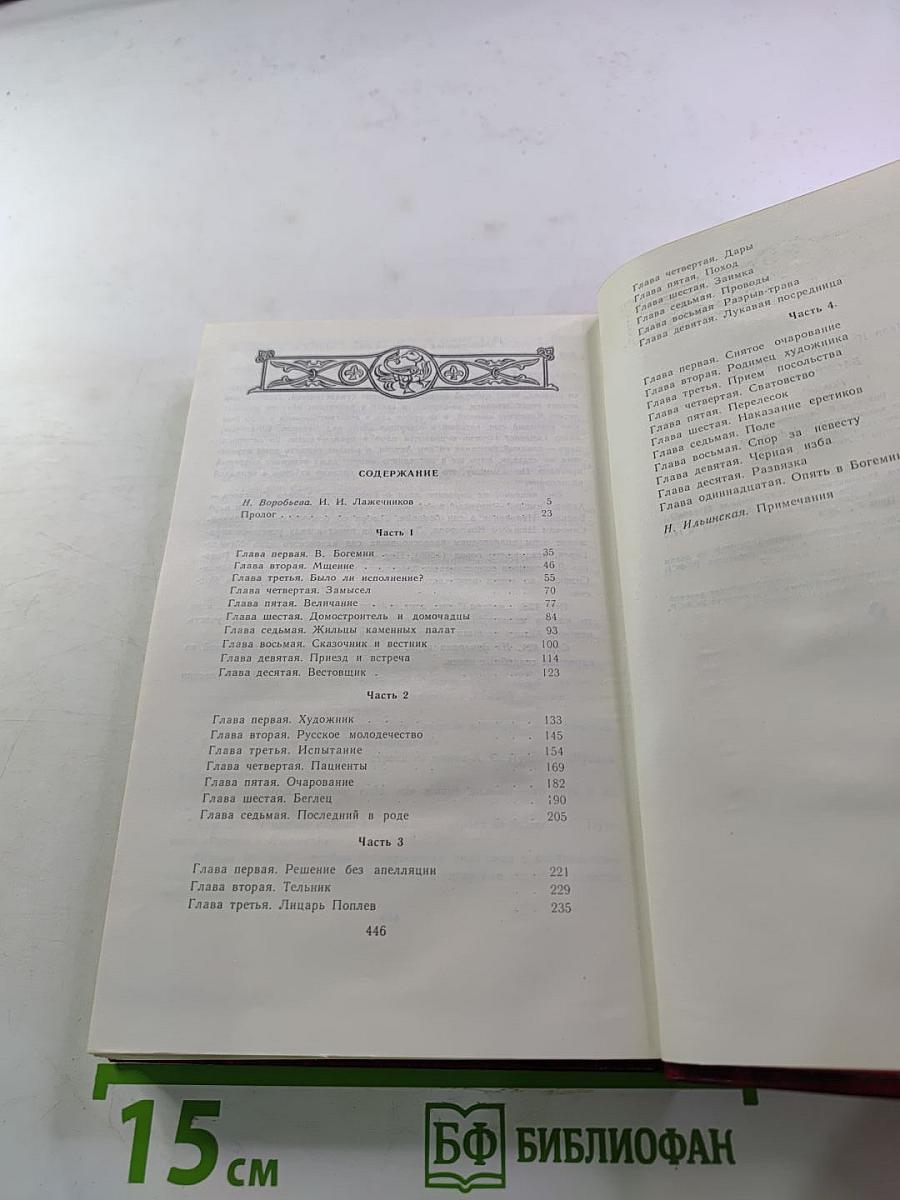 СОДЕРЖАНИЕ
Н. Воробьева. И. И. Лажечников . . . . . 5
Пролог . . . . . . . . 23
Часть 1
Глава первая. В. Богемии . . . . . . 35
Глава вторая. Мщение . . . . . . 46
Глава третья. Было ли исполнение? . . . . 55
Глава четвертая. Замысел . . . . 70
Глава пятая. Величание . . . . . . 77
Глава шестая. Домостроитель и домочадцы . . . 84
Глава седьмая. Жильцы каменных палат . . . 93
Глава восьмая. Сказочник и вестник . . . . 100
Глава девятая. Приезд и встреча . . . . 114
Глава десятая. Вестовщик . . . . . 123
Часть 2
Глава первая. Художник . . . . . . 133
Глава вторая. Русское молодечество . . . 145
Глава третья. Испытание . . . . . 154
Глава четвертая. Пациенты . . . . . 169
Глава пятая. Очарование . . . . . 182
Глава шестая. Беглец . . . . . 190
Глава седьмая. Последний в роде . . . . 205
Часть 3
Глава первая. Решение без апелляции . . 221
Глава вторая. Тельник . . 229
Глава третья. Лицарь Поплев . . 235
446
Глава четвертая. Дары
Глава пятая. Поход
Глава шестая. Заимка
Глава седьмая. Проводы
Глава восьмая Разрыв-трава
Глава девятая. Лукавая посредница
Часть 4.
Глава первая. Снятое очарование
Глава вторая. Родимец художника
Глава третья. Прием посольства
Глава четвертая. Сватовство
Глава пятая. Перелесок
Глава шестая. Наказание еретиков
Глава седьмая. Поле
Глава восьмая. Спор за невесту
Глава девятая. Черная изба
Глава десятая. Развязка
Глава одиннадцатая. Опять в Богемии
Н. Ильинская. Примечания
15 см
БФ БИБЛИОФАН